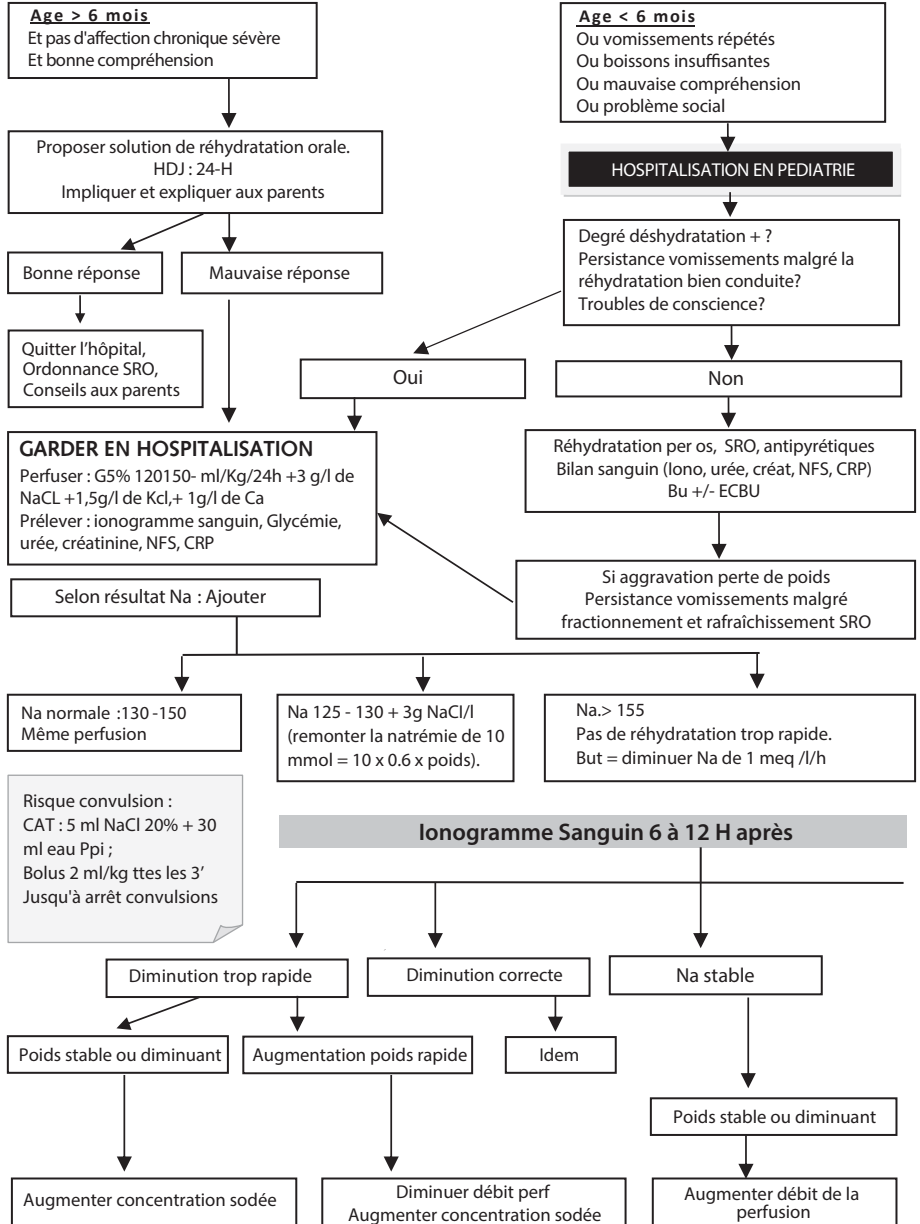 Age > 6 mois
Et pas d'affection chronique sévère
Et bonne compréhension
Age < 6 mois
Ou vomissements répétés
Ou boissons insuffisantes
Ou mauvaise compréhension
Ou problème social
Proposer solution de réhydratation orale.
HDJ : 24-H
Impliquer et expliquer aux parents
HOSPITALISATION EN PEDIATRIE
Bonne réponse
Mauvaise réponse
Degré déshydratation + ?
Persistance vomissements malgré la
réhydratation bien conduite?
Troubles de conscience?
Quitter l'hôpital,
Ordonnance SRO,
Conseils aux parents
Oui
Non
GARDER EN HOSPITALISATION
Perfuser : G5% 120150- ml/Kg/24h +3 g/l de
NaCL +1,5g/l de Kcl,+ 1g/l de Ca
Prélever : ionogramme sanguin, Glycémie,
urée, créatinine, NFS, CRP
Réhydratation per os, SRO, antipyrétiques
Bilan sanguin (Iono, urée, créat, NFS, CRP)
Bu +/- ECBU
Si aggravation perte de poids
Persistance vomissements malgré
fractionnement et rafraîchissement SRO
Selon résultat Na : Ajouter
Na normale :130 -150
Même perfusion
Na 125 - 130 + 3g NaCl/l
(remonter la natrémie de 10
mmol = 10 x 0.6 x poids).
Na.> 155
Pas de réhydratation trop rapide.
But = diminuer Na de 1 meq /l/h
Risque convulsion :
CAT : 5 ml NaCl 20% + 30
ml eau Ppi ;
Bolus 2 ml/kg ttes les 3'
Jusqu'à arrêt convulsions
Ionogramme Sanguin 6 à 12 H après
Diminution trop rapide
Diminution correcte
Na stable
Poids stable ou diminuant
Augmentation poids rapide
Idem
Poids stable ou diminuant
Augmenter concentration sodée
Diminuer débit perf
Augmenter concentration sodée
Augmenter débit de la
perfusion